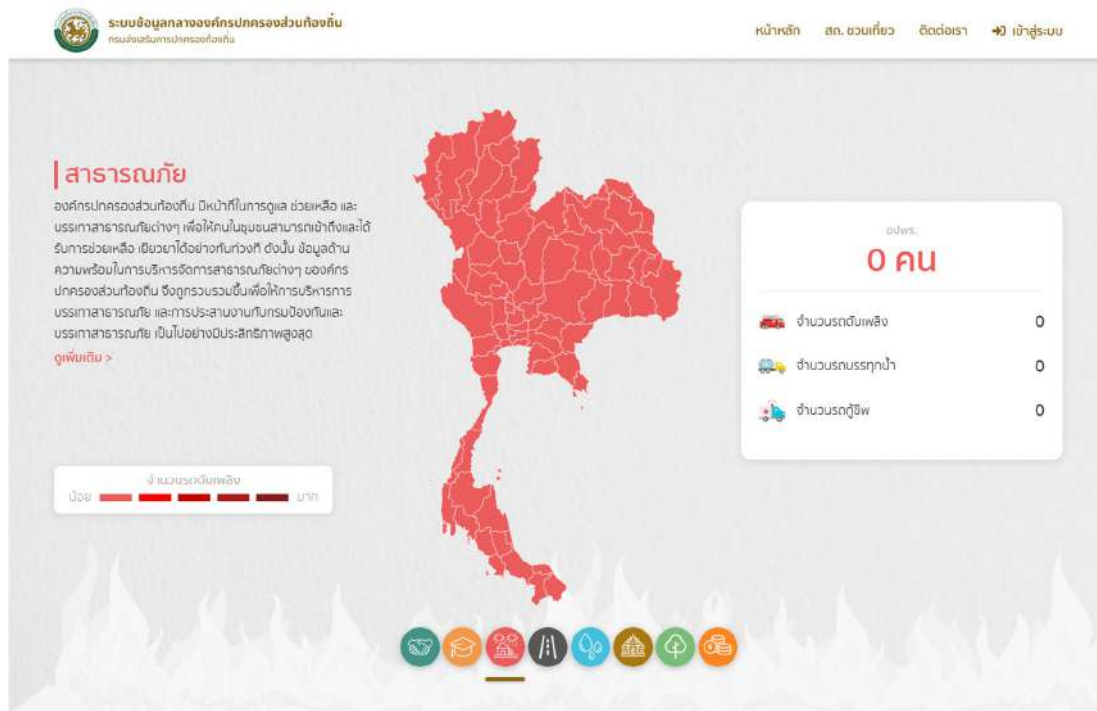 ระบบข้อมูลกลางองค์กรปกครองส่วนท้องถิ่น
กรมส่งเสริมการปกครองท้องถิ่น
หน้าหลัก
สถ. ชวนเที่ยว
ติดต่อเรา
เข้าสู่ระบบ
สาธารณภัย
องค์กรปกครองส่วนท้องถิ่น มีหน้าที่ในการดูแล ช่วยเหลือ และ
บรรเทาสาธารณภัยต่างๆ เพื่อให้คนในชุมชนสามารถเข้าถึงและได้
รับการช่วยเหลือ เยียวยาได้อย่างทันท่วงที ดังนั้น ข้อมูลด้าน
ความพร้อมในการบริหารจัดการสาธารณภัยต่างๆ ขององค์กร
ปกครองส่วนท้องถิ่น จึงถูกรวบรวมขึ้นเพื่อให้การบริหารการ
บรรเทาสาธารณภัย และการประสานงานกับกรมป้องกันและ
บรรเทาสาธารณภัย เป็นไปอย่างมีประสิทธิภาพสูงสุด
ดูเพิ่มเติม >
จำนวนรถดับเพลิง
น้อย มาก
อปพร.
0 คน
จำนวนรถดับเพลิง 0
จำนวนรถบรรทุกน้ำ 0
จำนวนรถกู้ชีพ 0